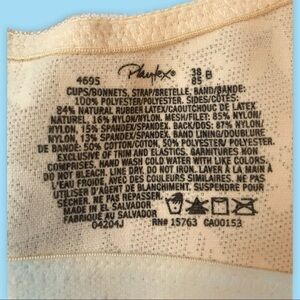 Playtex® 38 B
4695 85
CUPS/BONNETS, STRAP/BRETELLE, BAND/BANDE:
100% POLYESTER/POLYESTER. SIDES/CÔTES:
84% NATURAL RUBBER LATEX/CAOUTCHOUC DE LATEX
NATUREL, 16% NYLON/NYLON. MESH/FILET: 85% NYLON/
NYLON, 15% SPANDEX/SPANDEX. BACK/DOS: 87% NYLON/
NYLON, 13% SPANDEX/SPANDEX. BAND LINING/DOUBLURE
DE BANDE: 50% COTTON/COTON, 50% POLYESTER/ POLYESTER.
EXCLUSIVE OF TRIM AND ELASTICS. GARNITURES NON
COMPRISES. HAND WASH COLD WATER WITH LIKE COLORS.
DO NOT BLEACH. LINE DRY. DO NOT IRON. LAVER À LA MAIN À
L'EAU FROIDE. AVEC DES COULEURS SIMILAIRES. NE PAS
UTILISER D'AGENT DE BLANCHIMENT. SUSPENDRE POUR
SÉCHER. NE PAS REPASSER.
MADE IN EL SALVADOR
FABRIQUÉ AU SALVADOR
04204J RN# 15763 CA00153